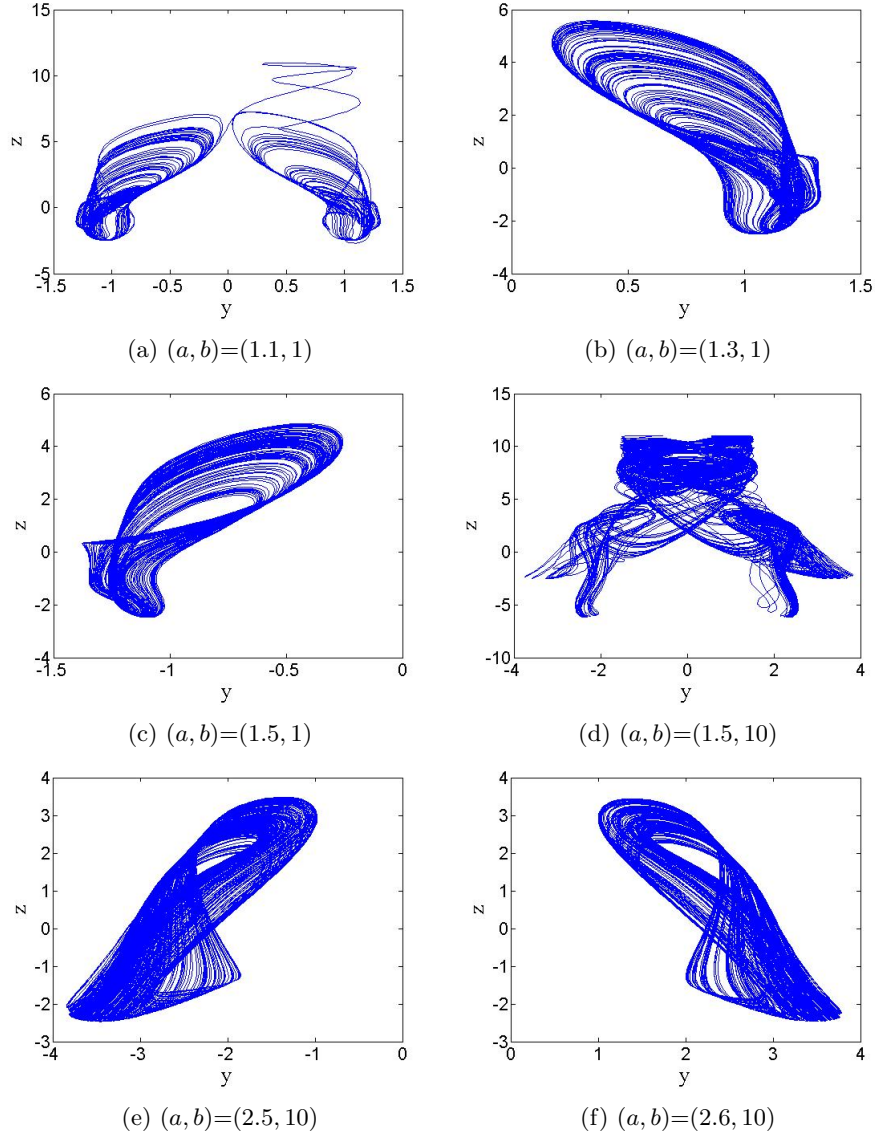 15
10
5
0
-5
-1.5 -1 -0.5 0 0.5 1 1.5
z
y
(a) (a, b)=(1.1, 1)
6
4
2
0
-2
-4
0 0.5 1 1.5
z
y
(b) (a, b)=(1.3, 1)
6
4
2
0
-2
-4
-1.5 -1 -0.5 0
z
y
(c) (a, b)=(1.5, 1)
15
10
5
0
-5
-10
-4 -2 0 2 4
z
y
(d) (a, b)=(1.5, 10)
4
3
2
1
0
-1
-2
-3
-4 -3 -2 -1 0
z
y
(e) (a, b)=(2.5, 10)
4
3
2
1
0
-1
-2
-3
0 1 2 3 4
z
y
(f) (a, b)=(2.6, 10)